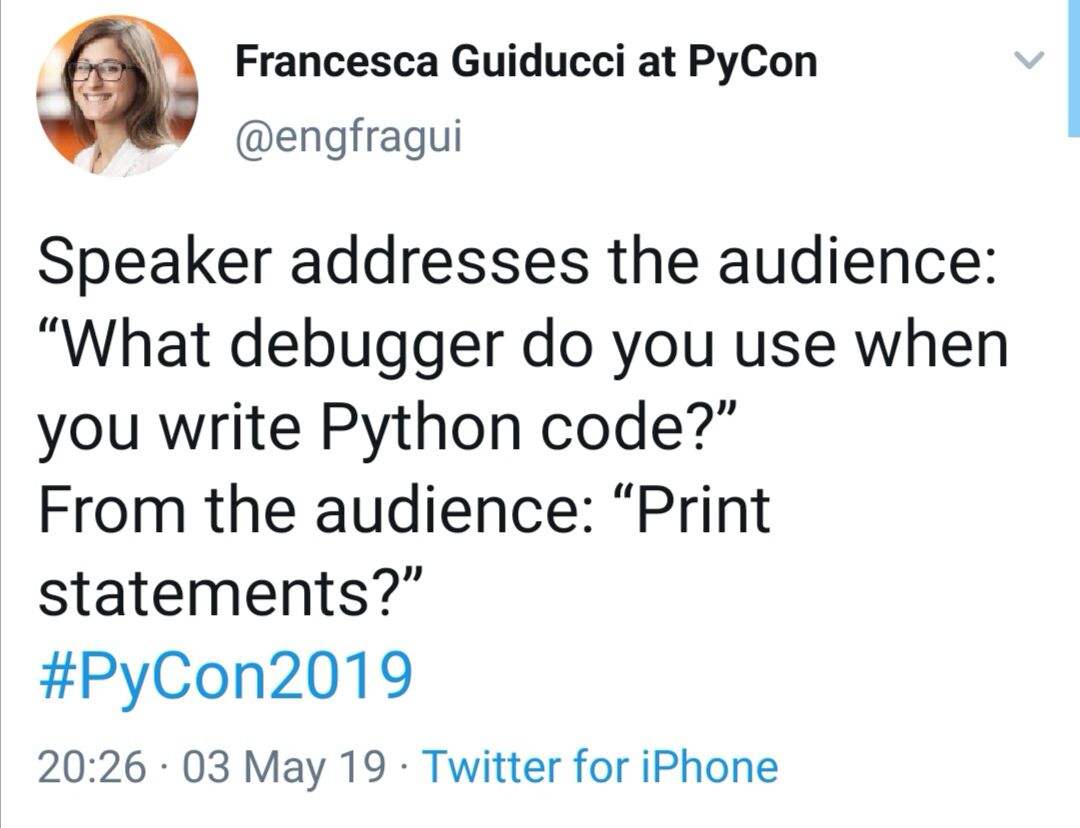 Francesca Guiducci at PyCon
@engfragui
Speaker addresses the audience:
“What debugger do you use when
you write Python code?”
From the audience: “Print
statements?”
#PyCon2019
20:26 · 03 May 19 · Twitter for iPhone